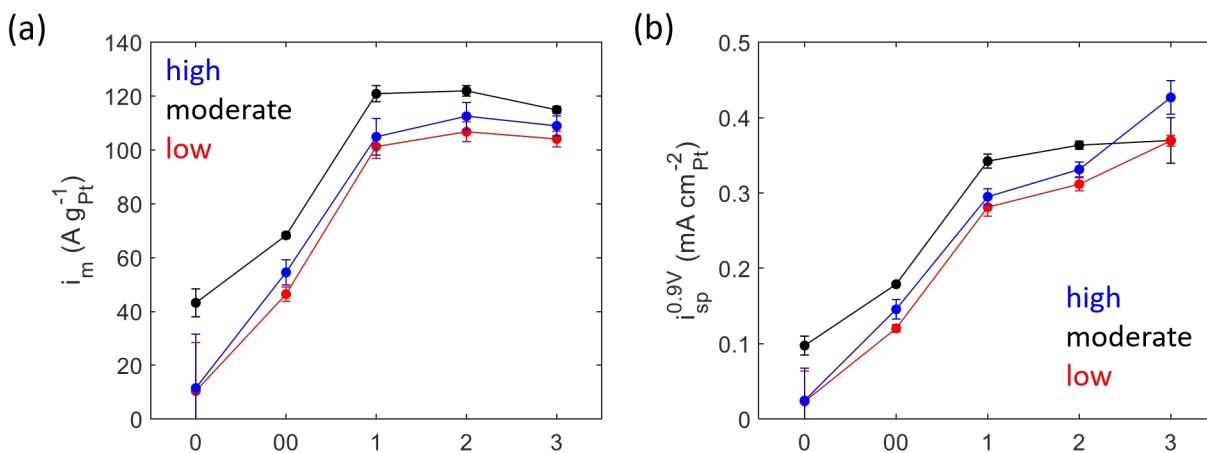 (a)
i_m (A g_Pt^-1)
140
120
100
80
60
40
20
0
high
moderate
low
0 00 1 2 3
(b)
i_sp^0.9V (mA cm_Pt^-2)
0.5
0.4
0.3
0.2
0.1
0
high
moderate
low
0 00 1 2 3